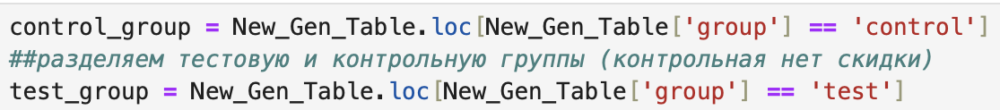 control_group = New_Gen_Table.loc[New_Gen_Table['group'] == 'control']
##разделяем тестовую и контрольную группы (контрольная нет скидки)
test_group = New_Gen_Table.loc[New_Gen_Table['group'] == 'test']